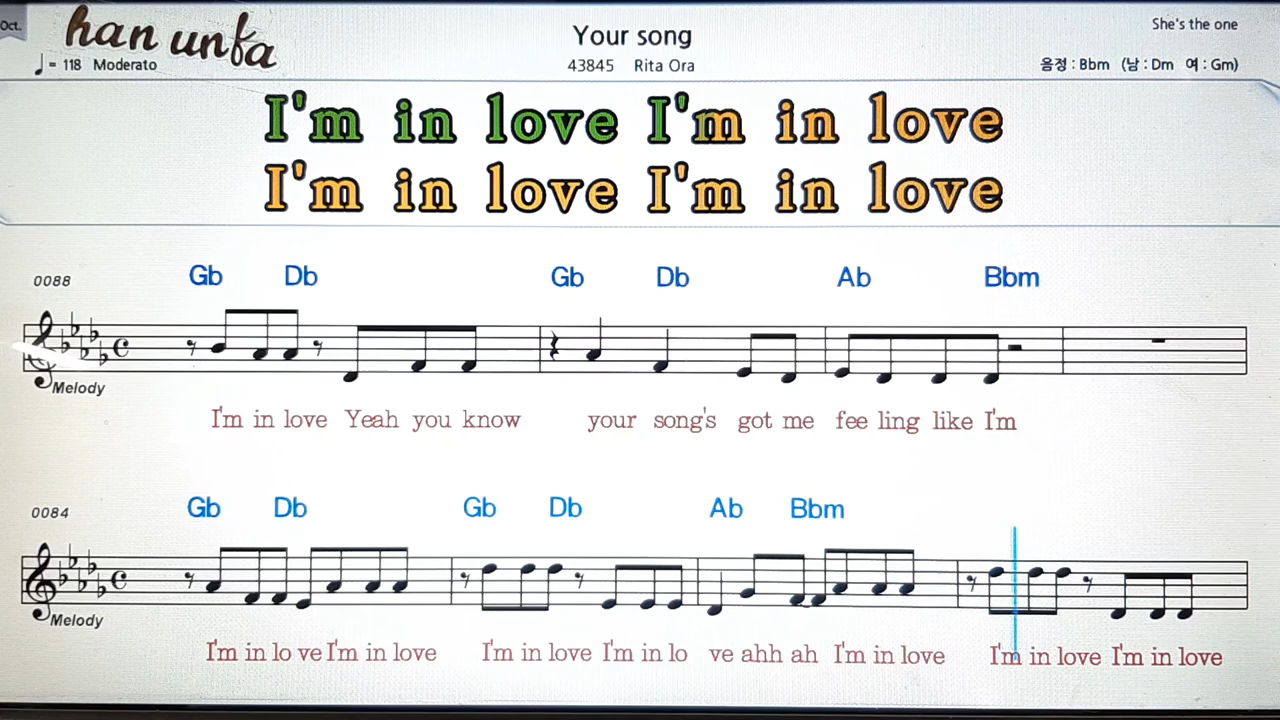 Oct.
han unfa
Your song
She's the one
♩ = 118 Moderato
43845 Rita Ora
음정 : Bbm (남 : Dm 여 : Gm)
I'm in love I'm in love
I'm in love I'm in love
0088
Gb Db Gb Db Ab Bbm
Melody
I'm in love Yeah you know your song's got me fee ling like I'm
0084
Gb Db Gb Db Ab Bbm
Melody
I'm in lo ve I'm in love I'm in love I'm in lo ve ahh ah I'm in love I'm in love I'm in love